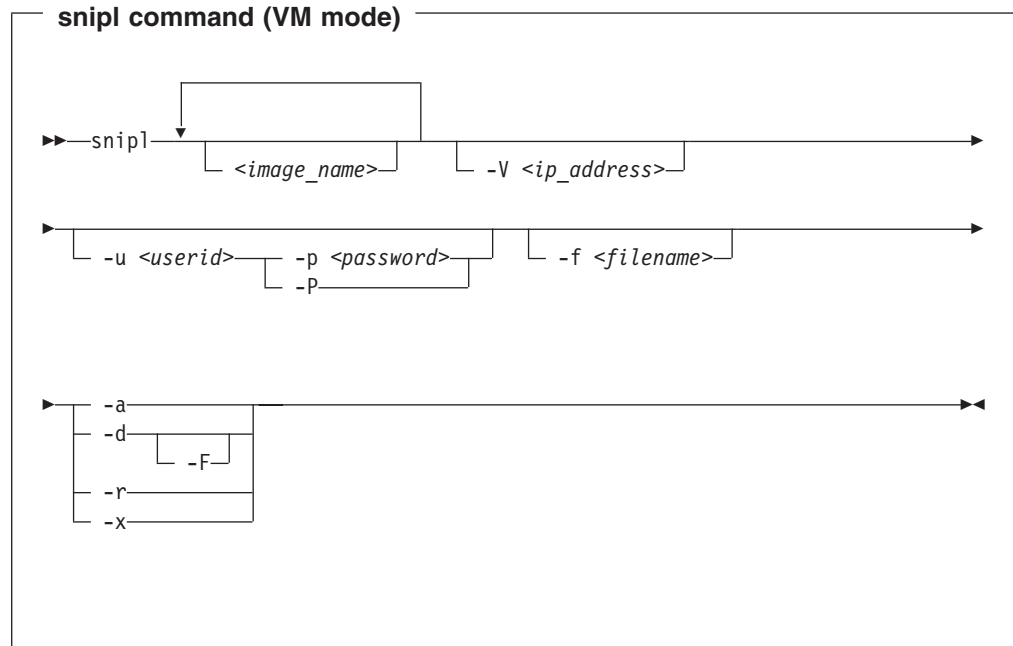 snipl command (VM mode)
snipl
<image_name>
-V <ip_address>
-u <userid>
-p <password>
-P
-f <filename>
-a
-d
-F
-r
-x